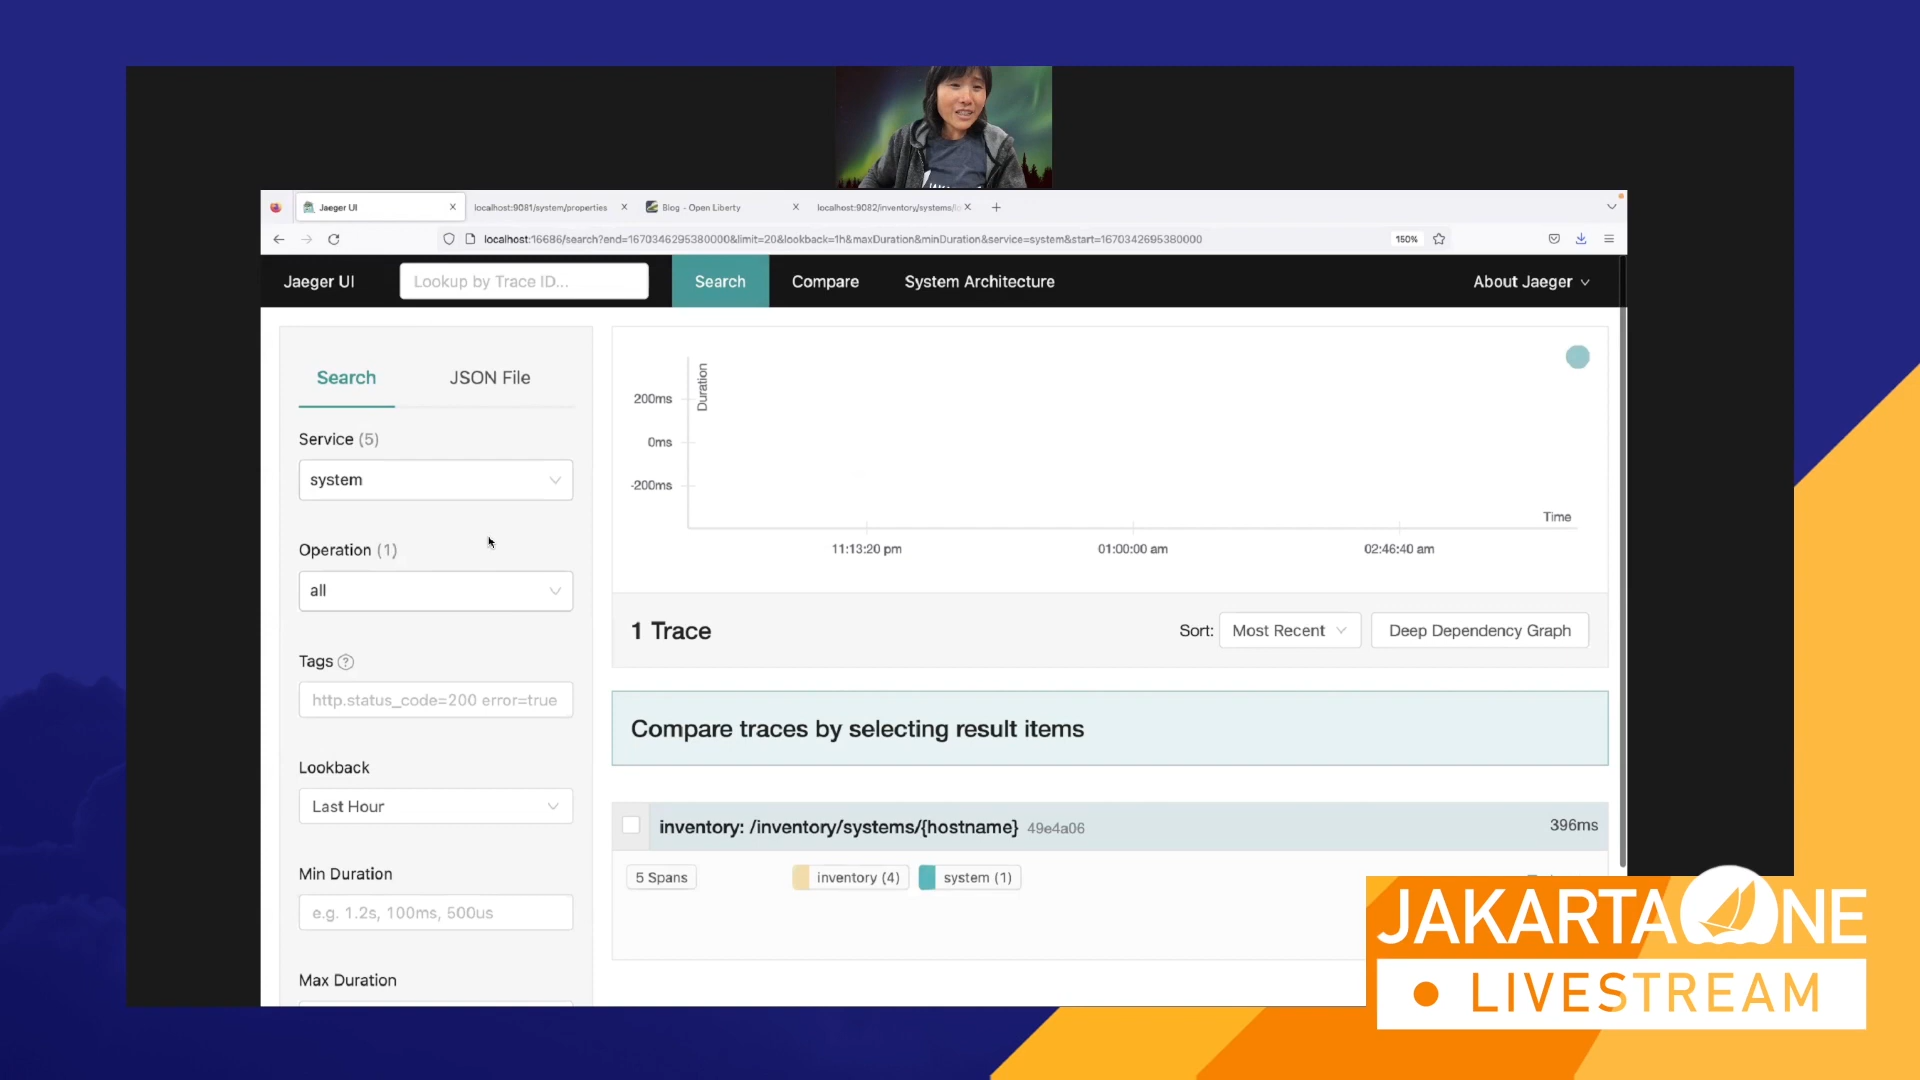 Jaeger UI
localhost:9081/system/properties
Blog - Open Liberty
localhost:9082/inventory/systems/lo
localhost:16686/search?end=1670346295380000&limit=20&lookback=1h&maxDuration&minDuration&service=system&start=1670342695380000
150%
Jaeger UI
Lookup by Trace ID...
Search
Compare
System Architecture
About Jaeger
Search
JSON File
Service (5)
system
Operation (1)
all
Tags ?
http.status_code=200 error=true
Lookback
Last Hour
Min Duration
e.g. 1.2s, 100ms, 500us
Max Duration
Duration
200ms
0ms
-200ms
Time
11:13:20 pm
01:00:00 am
02:46:40 am
1 Trace
Sort: Most Recent
Deep Dependency Graph
Compare traces by selecting result items
inventory: /inventory/systems/{hostname} 49e4a06
396ms
5 Spans
inventory (4)
system (1)
JAKARTAONE
LIVESTREAM